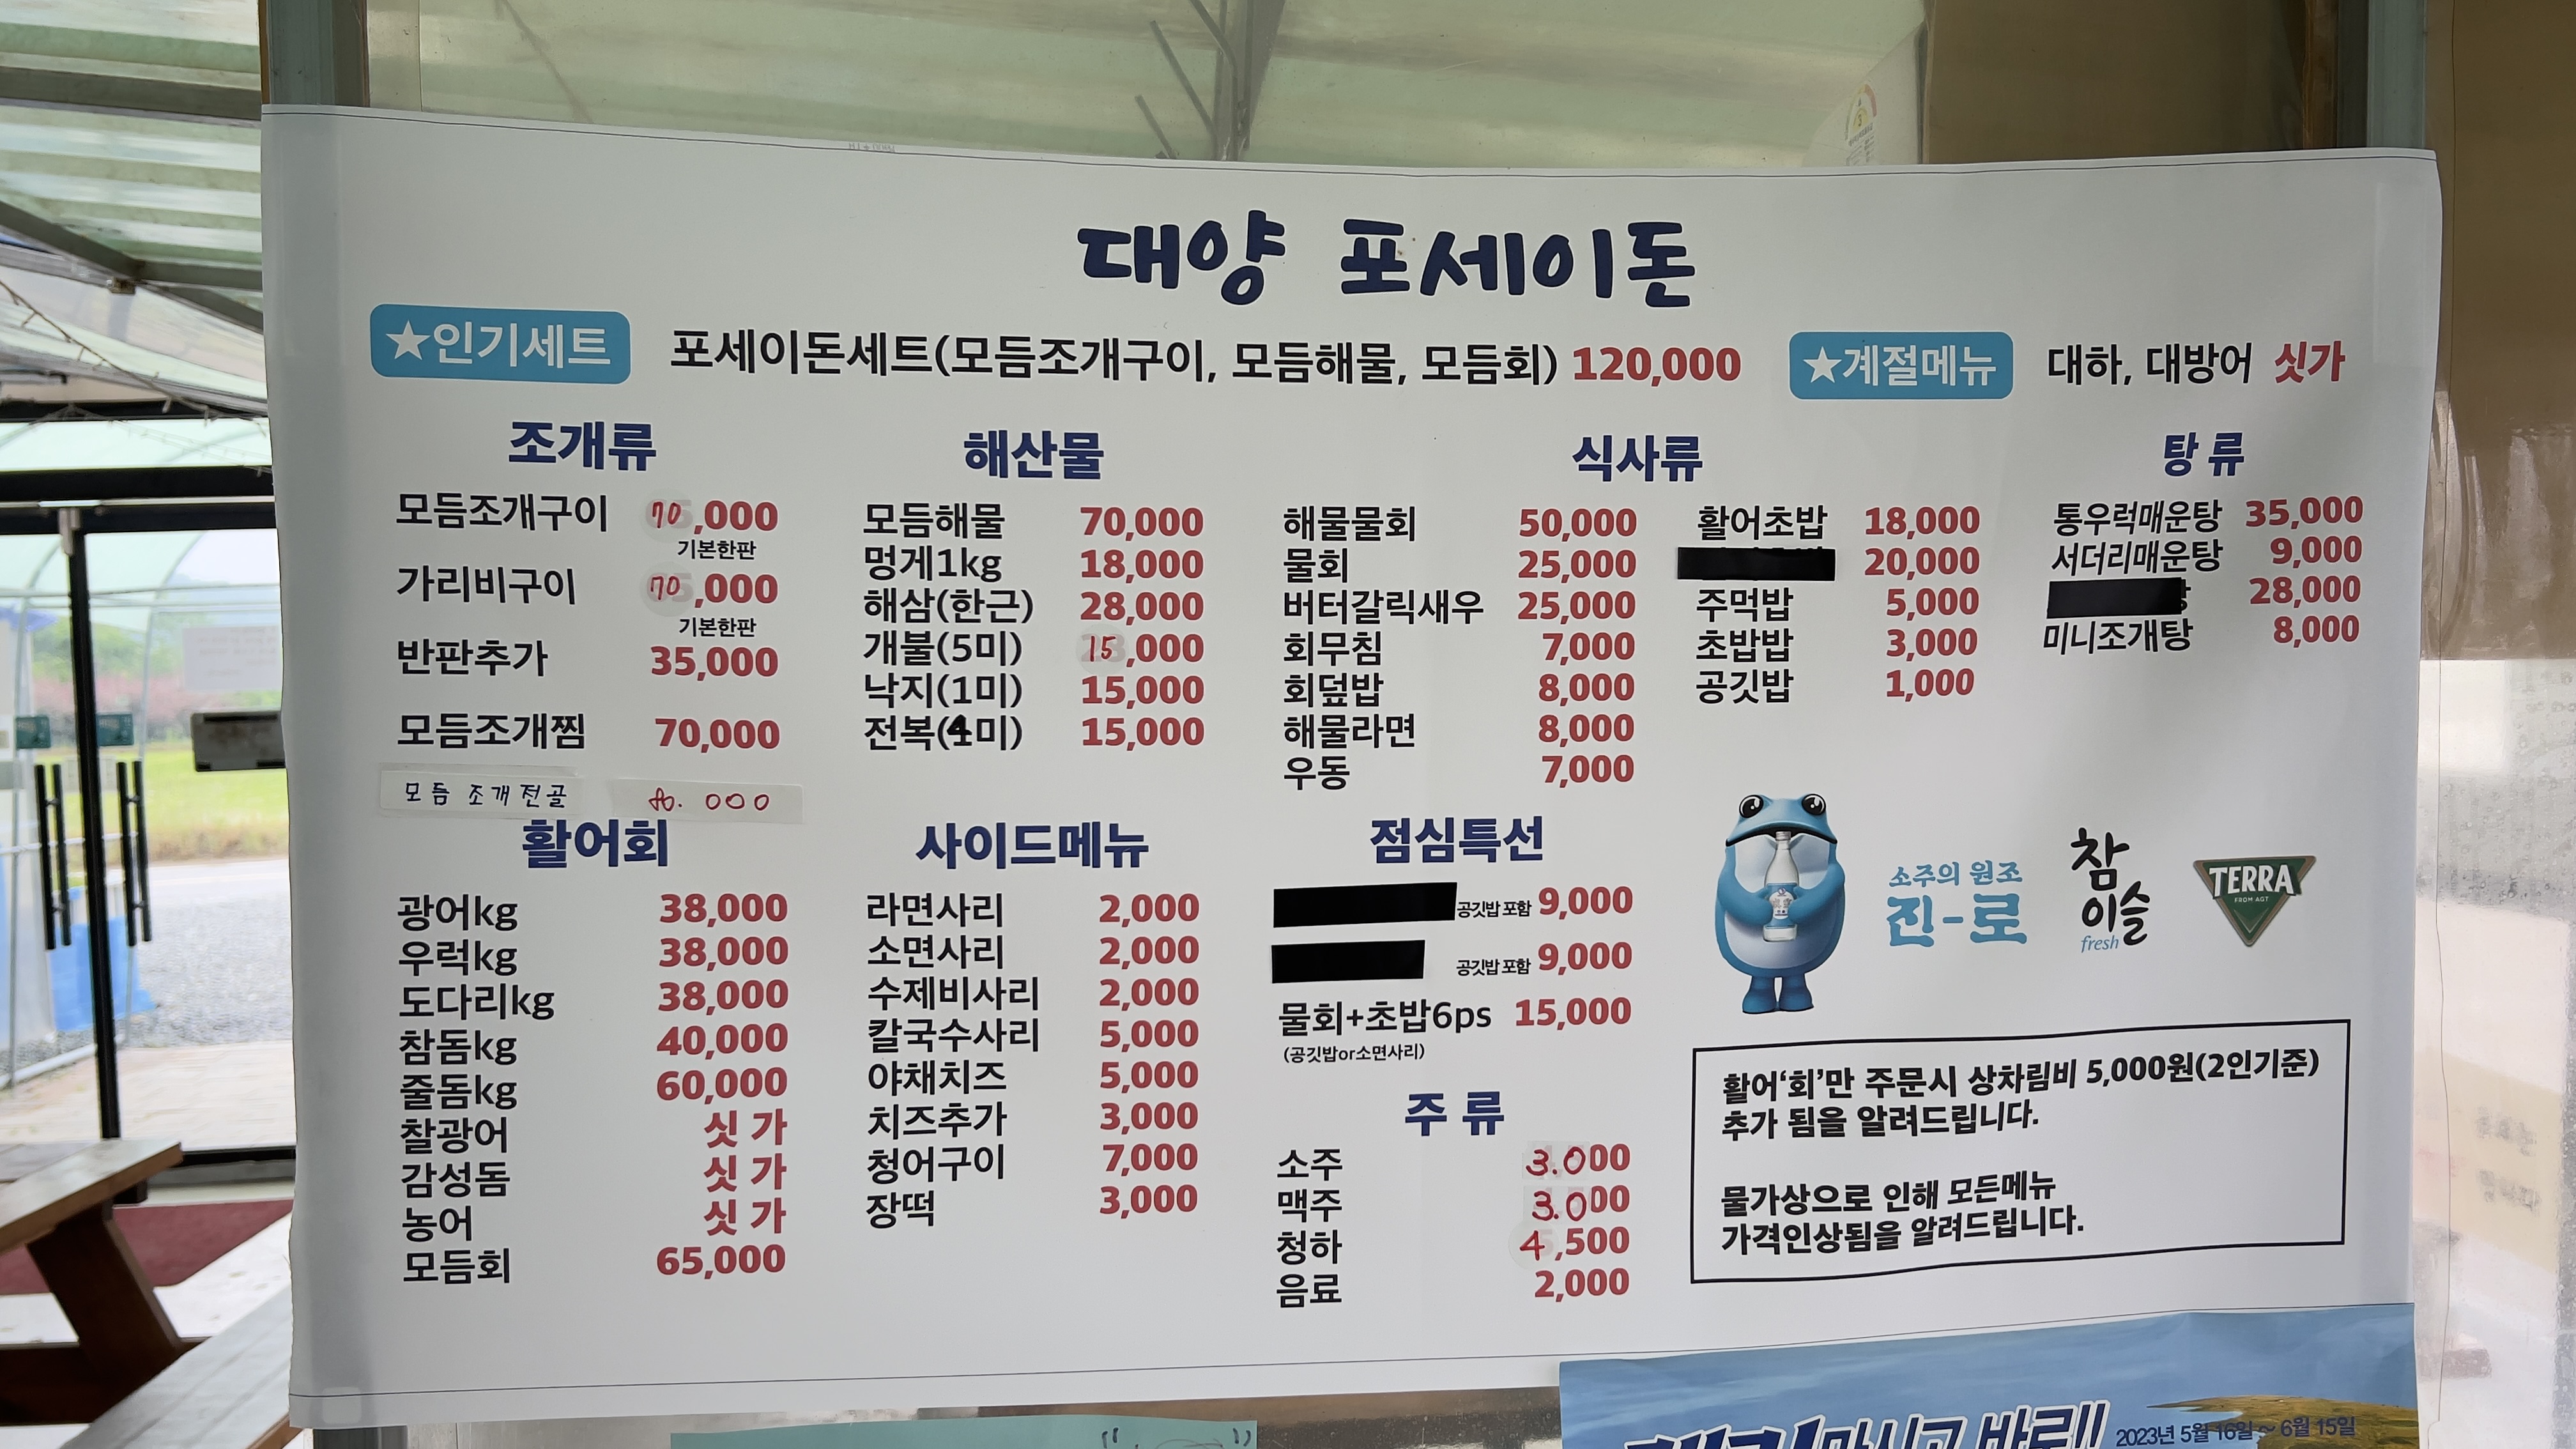 대양 포세이돈
★인기세트 포세이돈세트(모듬조개구이, 모듬해물, 모듬회) 120,000
★계절메뉴 대하, 대방어 싯가
조개류
모듬조개구이 70,000
기본한판
가리비구이 70,000
기본한판
반판추가 35,000
모듬조개찜 70,000
모듬 조개전골 .000
해산물
모듬해물 70,000
멍게1kg 18,000
해삼(한근) 28,000
개불(5미) 15,000
낙지(1미) 15,000
전복(4미) 15,000
식사류
해물물회 50,000
물회 25,000
버터갈릭새우 25,000
회무침 7,000
회덮밥 8,000
해물라면 8,000
우동 7,000
활어초밥 18,000
20,000
주먹밥 5,000
초밥밥 3,000
공깃밥 1,000
탕 류
통우럭매운탕 35,000
서더리매운탕 9,000
28,000
미니조개탕 8,000
활어회
광어kg 38,000
우럭kg 38,000
도다리kg 38,000
참돔kg 40,000
줄돔kg 60,000
찰광어 싯 가
감성돔 싯 가
농어 싯 가
모듬회 65,000
사이드메뉴
라면사리 2,000
소면사리 2,000
수제비사리 2,000
칼국수사리 5,000
야채치즈 5,000
치즈추가 3,000
청어구이 7,000
장떡 3,000
점심특선
공깃밥 포함 9,000
공깃밥 포함 9,000
물회+초밥6ps 15,000
(공깃밥or소면사리)
주 류
소주 3.000
맥주 3.000
청하 4,500
음료 2,000
소주의 원조
진-로
참
이슬
fresh
TERRA
FROM AGT
활어‘회’만 주문시 상차림비 5,000원(2인기준)
추가 됨을 알려드립니다.
물가상으로 인해 모든메뉴
가격인상됨을 알려드립니다.
2023년 5월 16일 ~ 6월 15일